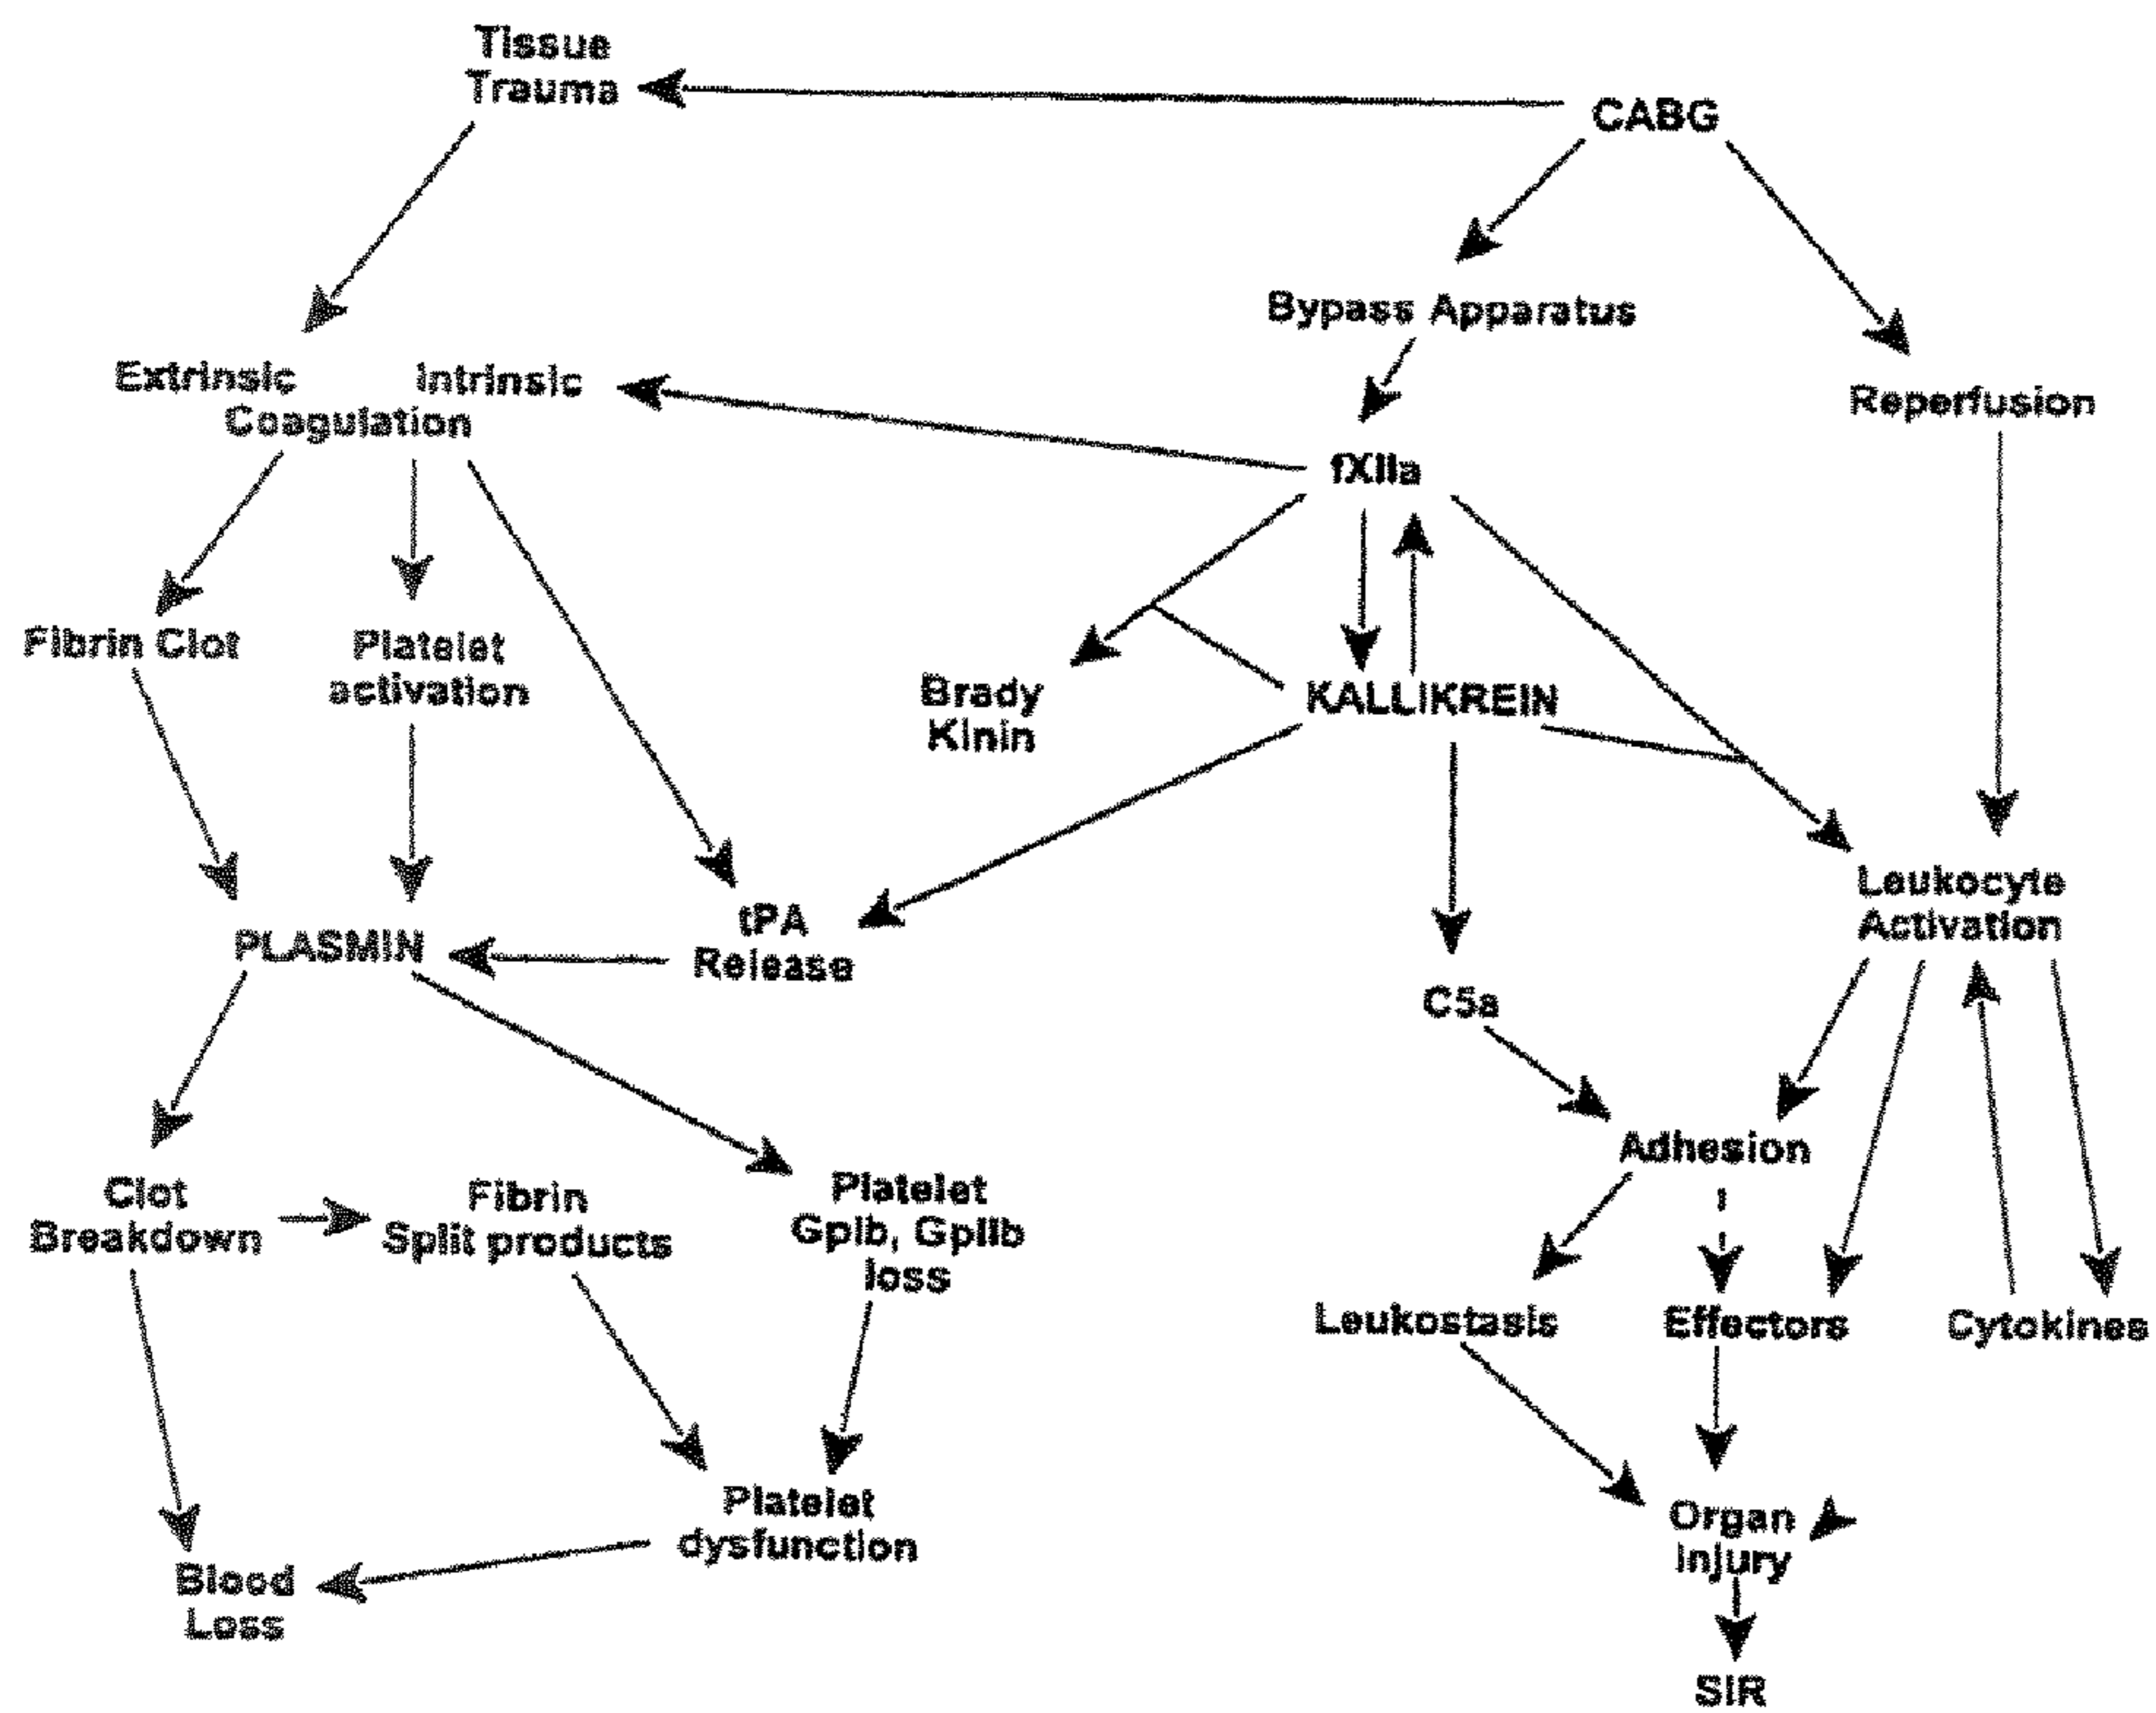 Tissue
Trauma
CABG
Bypass Apparatus
Extrinsic Intrinsic
Coagulation
Reperfusion
fXIIa
Fibrin Clot
Platelet
activation
Brady
Kinin
KALLIKREIN
Leukocyte
Activation
tPA
Release
PLASMIN
C5a
Adhesion
Clot
Breakdown
Fibrin
Split products
Platelet
GpIb, GpIIb
loss
Leukostasis
Effectors
Cytokines
Platelet
dysfunction
Organ
Injury
Blood
Loss
SIR